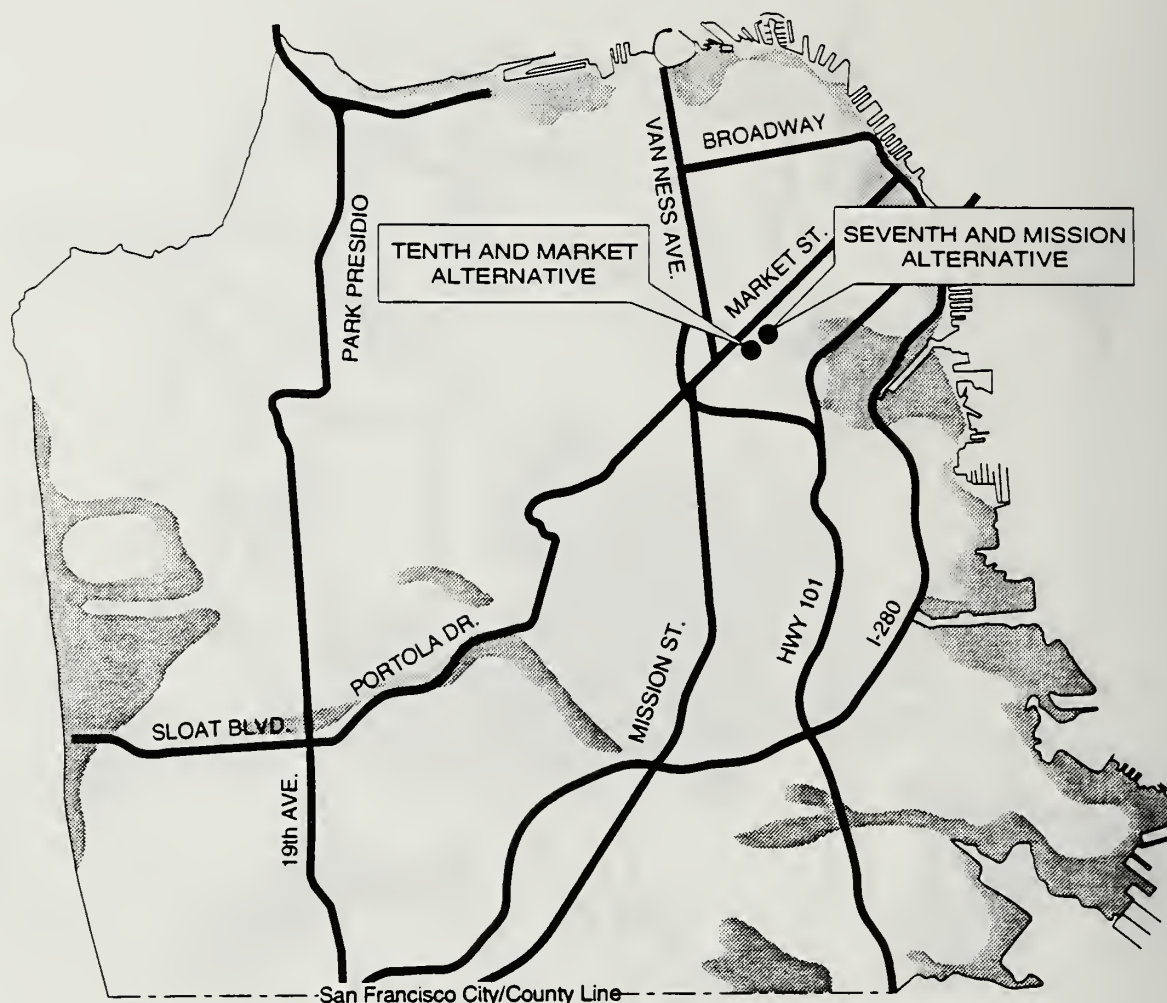 BROADWAY
VAN NESS AVE.
TENTH AND MARKET
ALTERNATIVE
MARKET ST.
SEVENTH AND MISSION
ALTERNATIVE
PARK PRESIDIO
PORTOLA DR.
SLOAT BLVD.
19th AVE.
MISSION ST.
HWY 101
I-280
San Francisco City/County Line